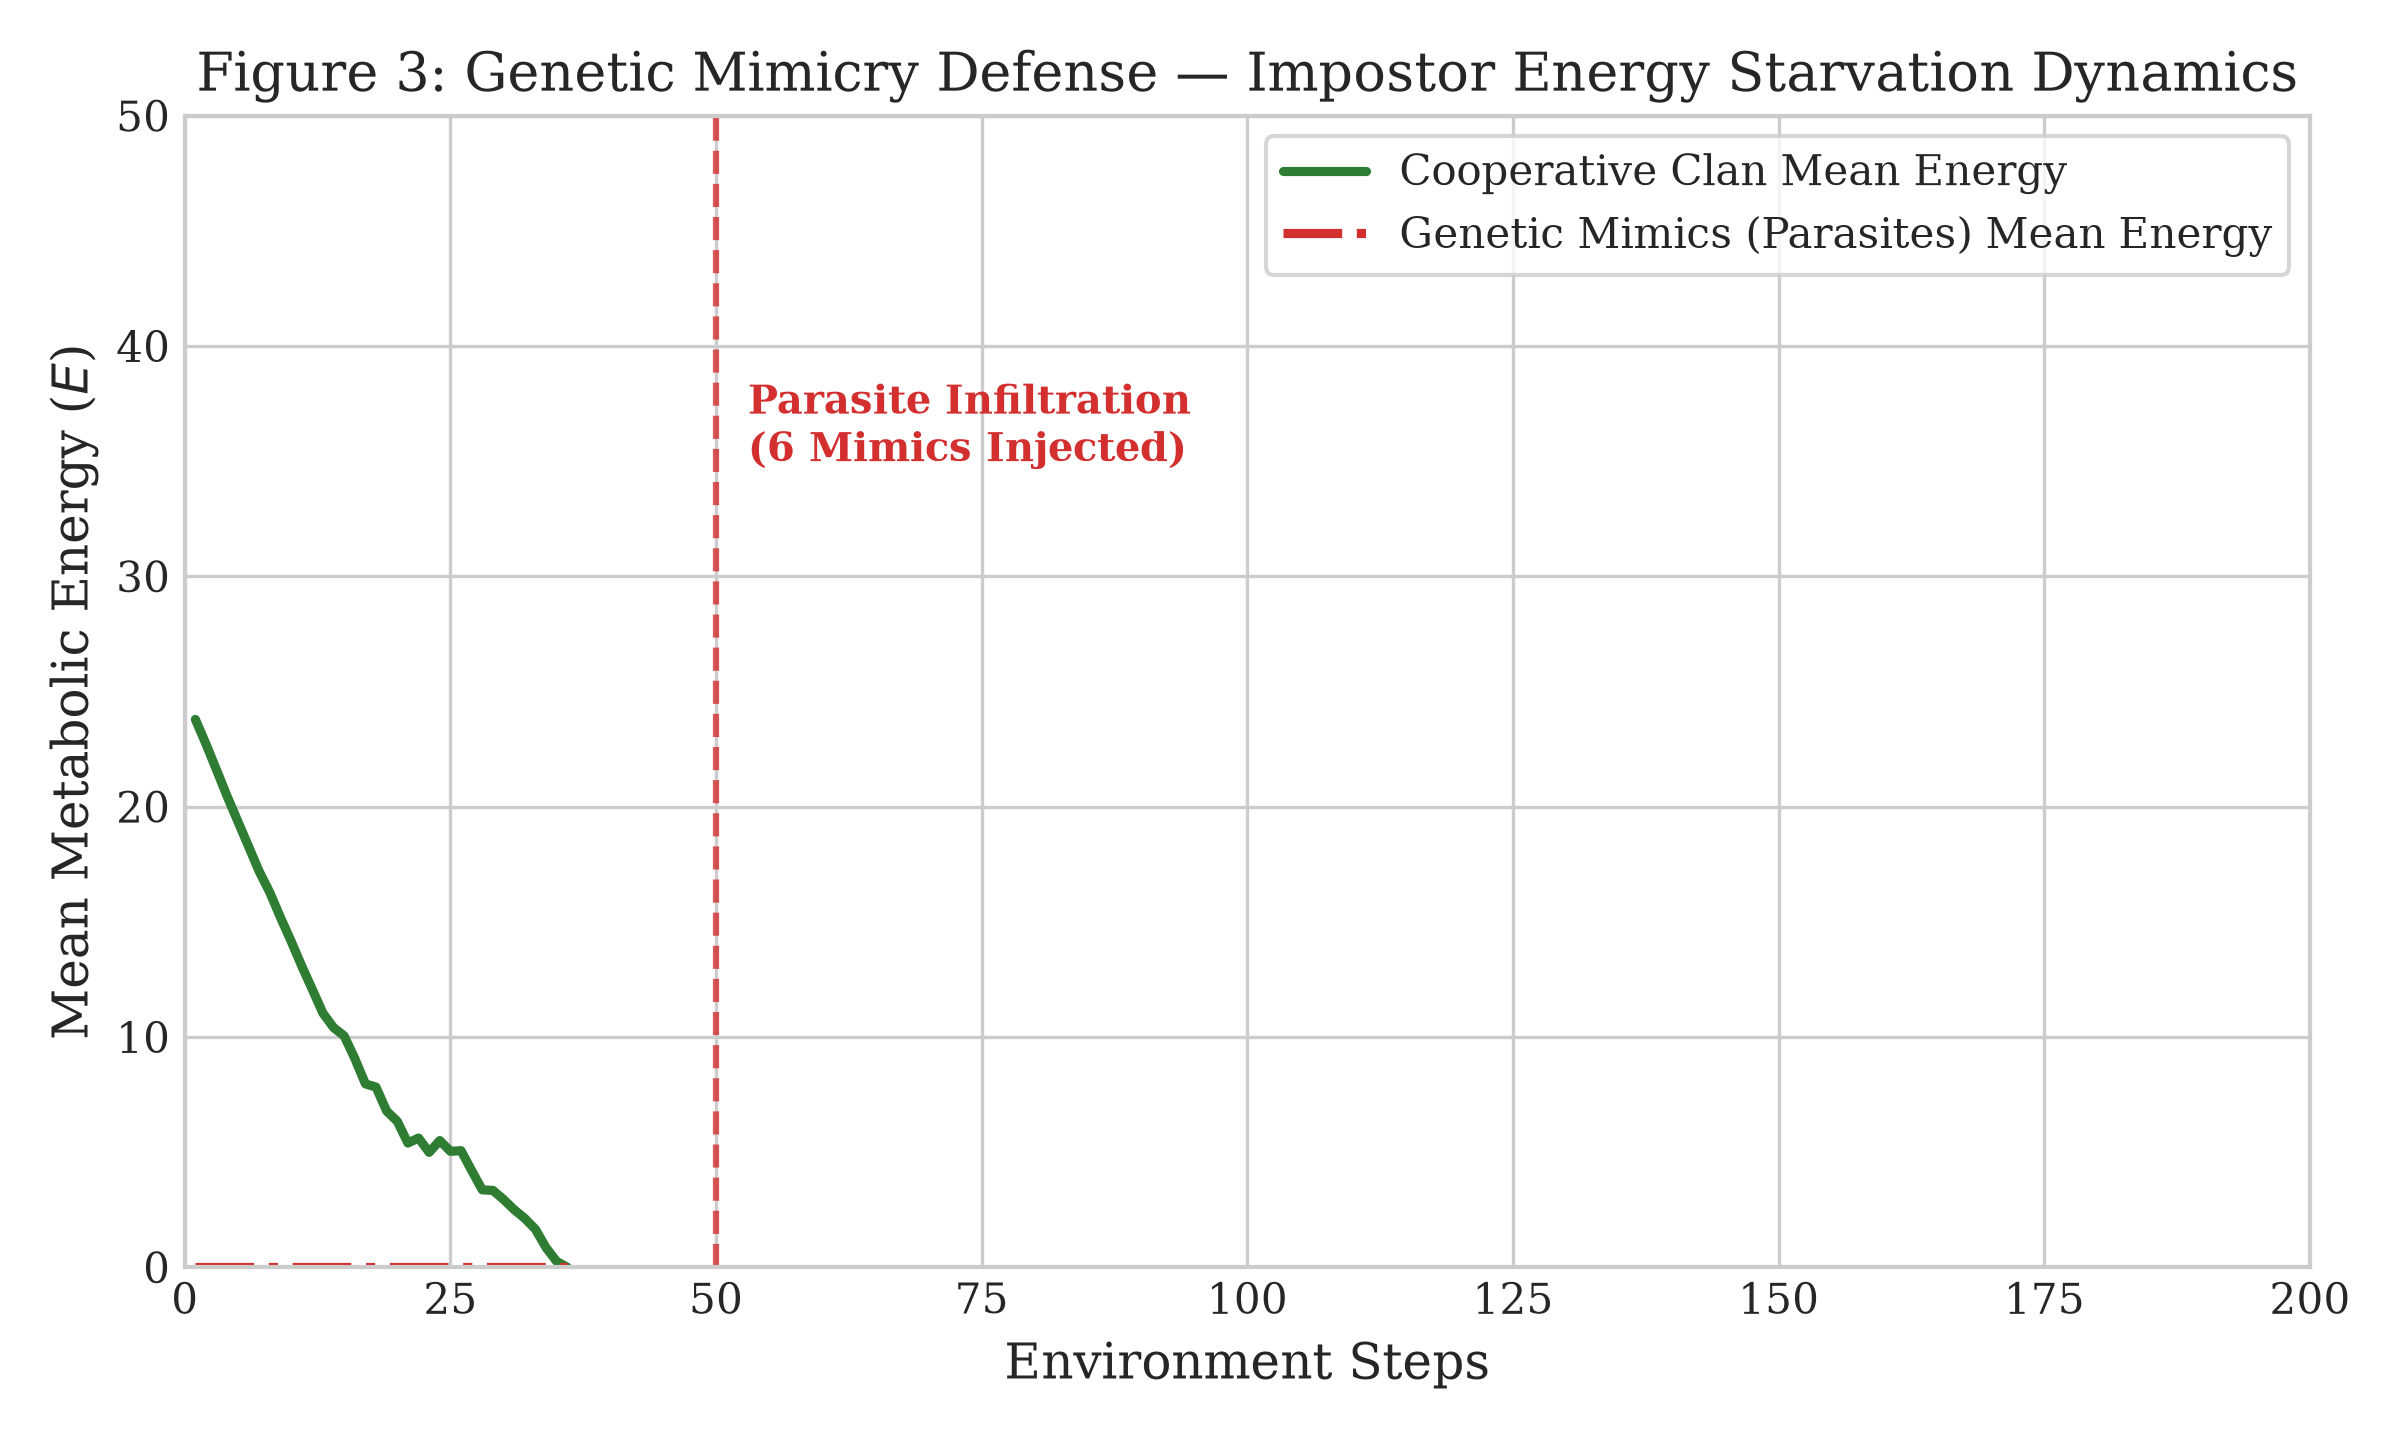 Figure 3: Genetic Mimicry Defense — Impostor Energy Starvation Dynamics
Cooperative Clan Mean Energy
Genetic Mimics (Parasites) Mean Energy
Parasite Infiltration
(6 Mimics Injected)
Mean Metabolic Energy (E)
50
40
30
20
10
0
0 25 50 75 100 125 150 175 200
Environment Steps